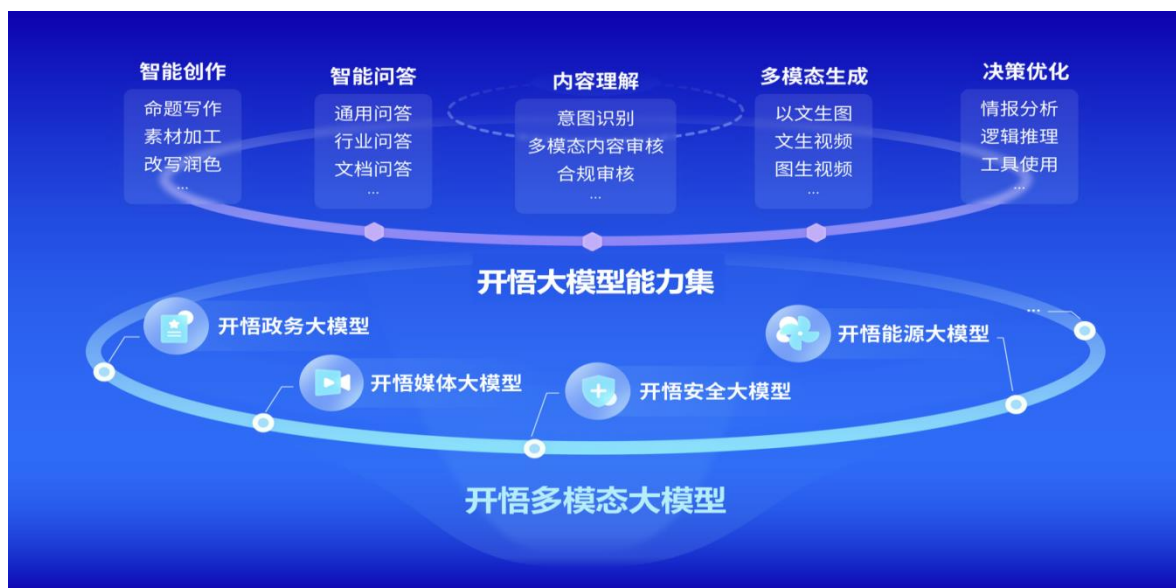 智能创作
命题写作
素材加工
改写润色
...
智能问答
通用问答
行业问答
文档问答
...
内容理解
意图识别
多模态内容审核
合规审核
...
多模态生成
以文生图
文生视频
图生视频
...
决策优化
情报分析
逻辑推理
工具使用
...
开悟大模型能力集
开悟政务大模型
开悟媒体大模型
开悟安全大模型
开悟能源大模型
...
开悟多模态大模型